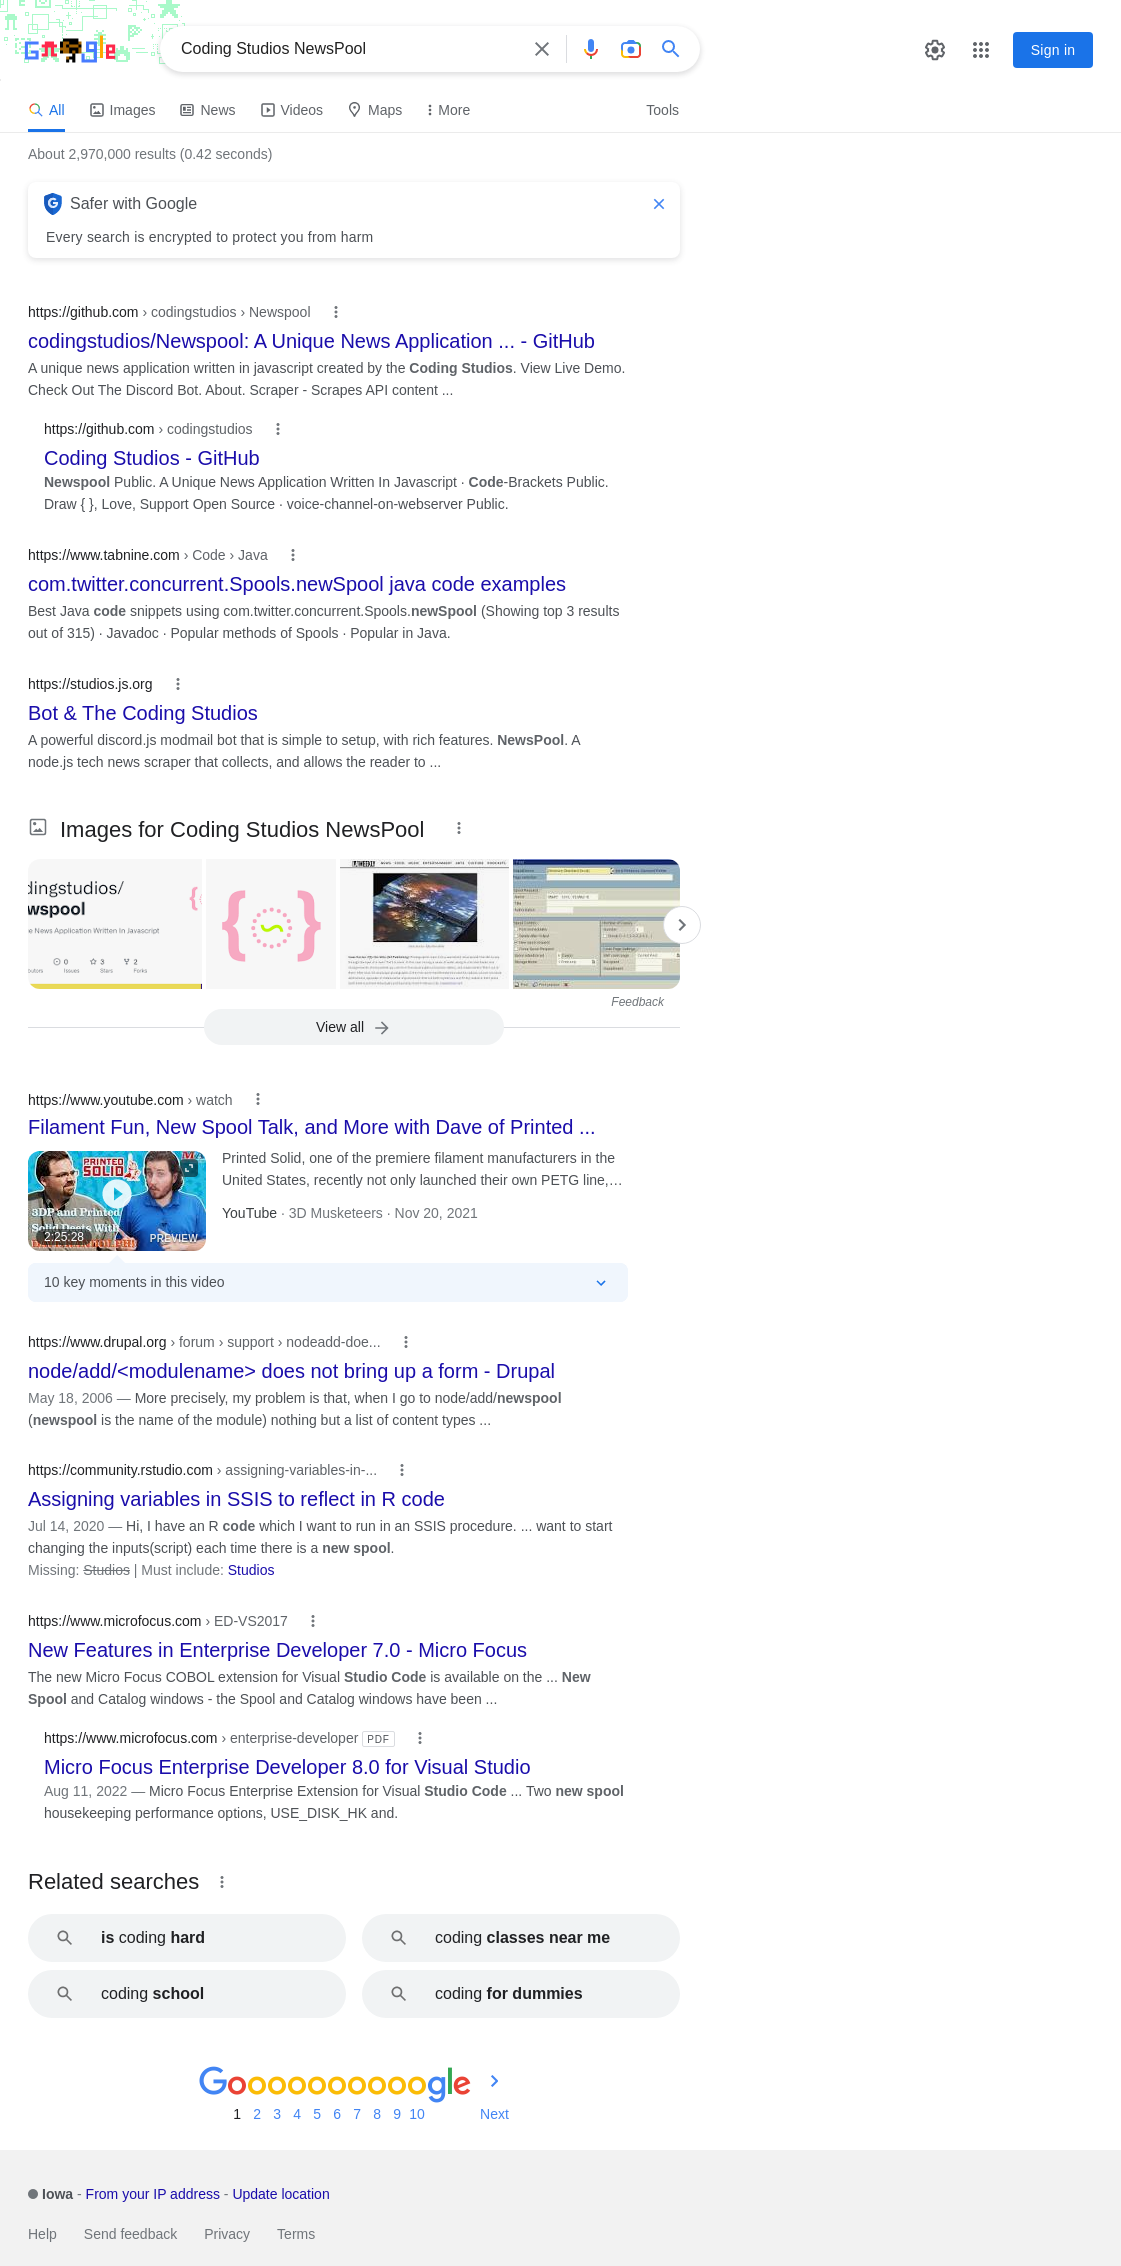 Google
Coding Studios NewsPool
Sign in
All Images News Videos Maps More Tools
About 2,970,000 results (0.42 seconds)
Safer with Google
Every search is encrypted to protect you from harm
https://github.com › codingstudios › Newspool
codingstudios/Newspool: A Unique News Application ... - GitHub
A unique news application written in javascript created by the Coding Studios. View Live Demo.
Check Out The Discord Bot. About. Scraper - Scrapes API content ...
https://github.com › codingstudios
Coding Studios - GitHub
Newspool Public. A Unique News Application Written In Javascript · Code-Brackets Public.
Draw { }, Love, Support Open Source · voice-channel-on-webserver Public.
https://www.tabnine.com › Code › Java
com.twitter.concurrent.Spools.newSpool java code examples
Best Java code snippets using com.twitter.concurrent.Spools.newSpool (Showing top 3 results
out of 315) · Javadoc · Popular methods of Spools · Popular in Java.
https://studios.js.org
Bot & The Coding Studios
A powerful discord.js modmail bot that is simple to setup, with rich features. NewsPool. A
node.js tech news scraper that collects, and allows the reader to ...
Images for Coding Studios NewsPool
dingstudios/
wspool
e News Application Written In Javascript
0 3 2
Issues Stars Forks
Feedback
View all
https://www.youtube.com › watch
Filament Fun, New Spool Talk, and More with Dave of Printed ...
PRINTED
SOLID
3DP and Printed
Solid Deets With
2:25:28
PREVIEW
Printed Solid, one of the premiere filament manufacturers in the
United States, recently not only launched their own PETG line,…
YouTube · 3D Musketeers · Nov 20, 2021
10 key moments in this video
https://www.drupal.org › forum › support › nodeadd-doe...
node/add/<modulename> does not bring up a form - Drupal
May 18, 2006 — More precisely, my problem is that, when I go to node/add/newspool
(newspool is the name of the module) nothing but a list of content types ...
https://community.rstudio.com › assigning-variables-in-...
Assigning variables in SSIS to reflect in R code
Jul 14, 2020 — Hi, I have an R code which I want to run in an SSIS procedure. ... want to start
changing the inputs(script) each time there is a new spool.
Missing: Studios | Must include: Studios
https://www.microfocus.com › ED-VS2017
New Features in Enterprise Developer 7.0 - Micro Focus
The new Micro Focus COBOL extension for Visual Studio Code is available on the ... New
Spool and Catalog windows - the Spool and Catalog windows have been ...
https://www.microfocus.com › enterprise-developer PDF
Micro Focus Enterprise Developer 8.0 for Visual Studio
Aug 11, 2022 — Micro Focus Enterprise Extension for Visual Studio Code ... Two new spool
housekeeping performance options, USE_DISK_HK and.
Related searches
is coding hard
coding classes near me
coding school
coding for dummies
Goooooooooogle
1 2 3 4 5 6 7 8 9 10 Next
Iowa - From your IP address - Update location
Help Send feedback Privacy Terms